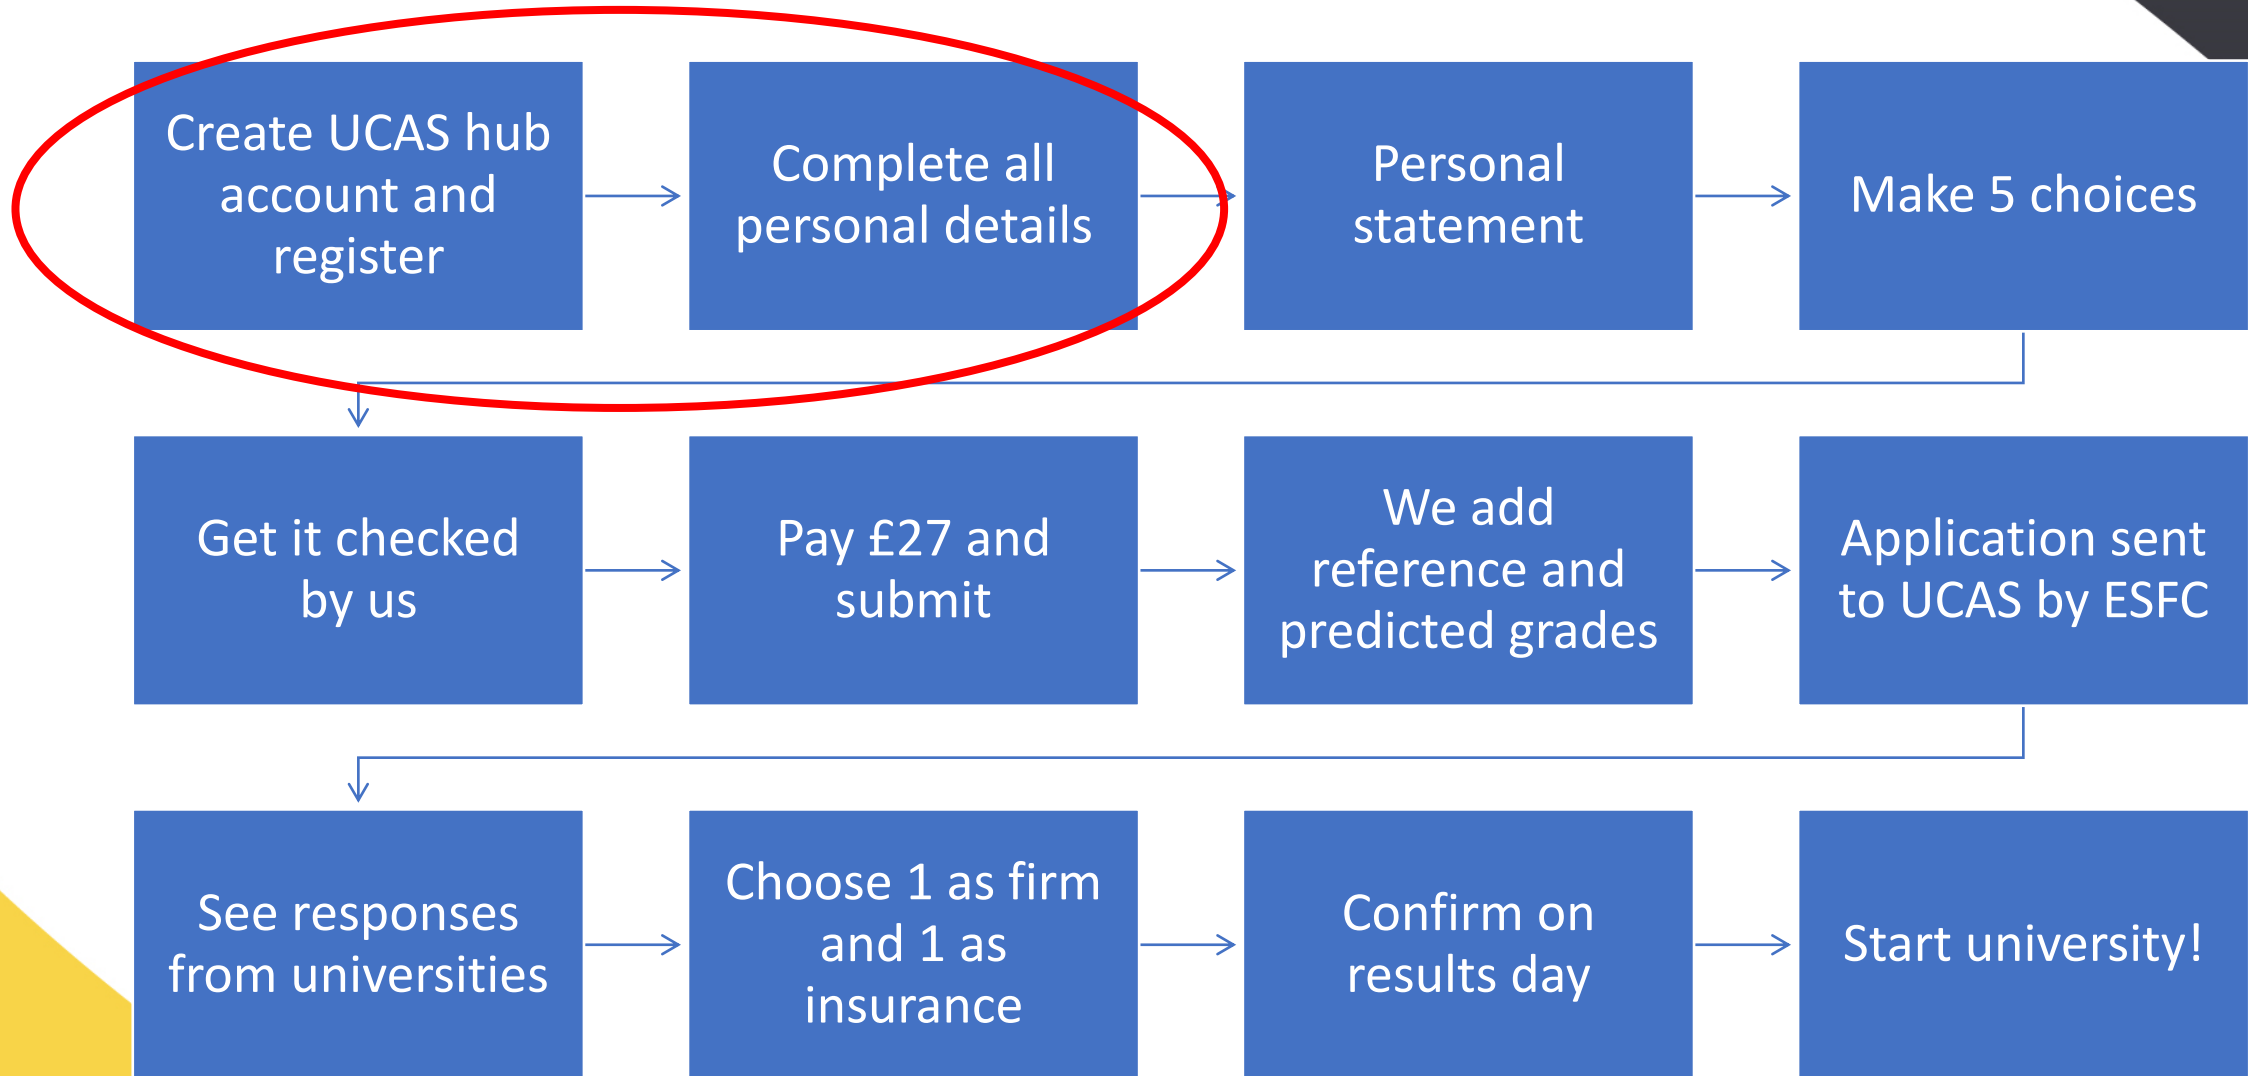 Create UCAS hub
account and
register
Complete all
personal details
Personal
statement
Make 5 choices
Get it checked
by us
Pay £27 and
submit
We add
reference and
predicted grades
Application sent
to UCAS by ESFC
See responses
from universities
Choose 1 as firm
and 1 as
insurance
Confirm on
results day
Start university!